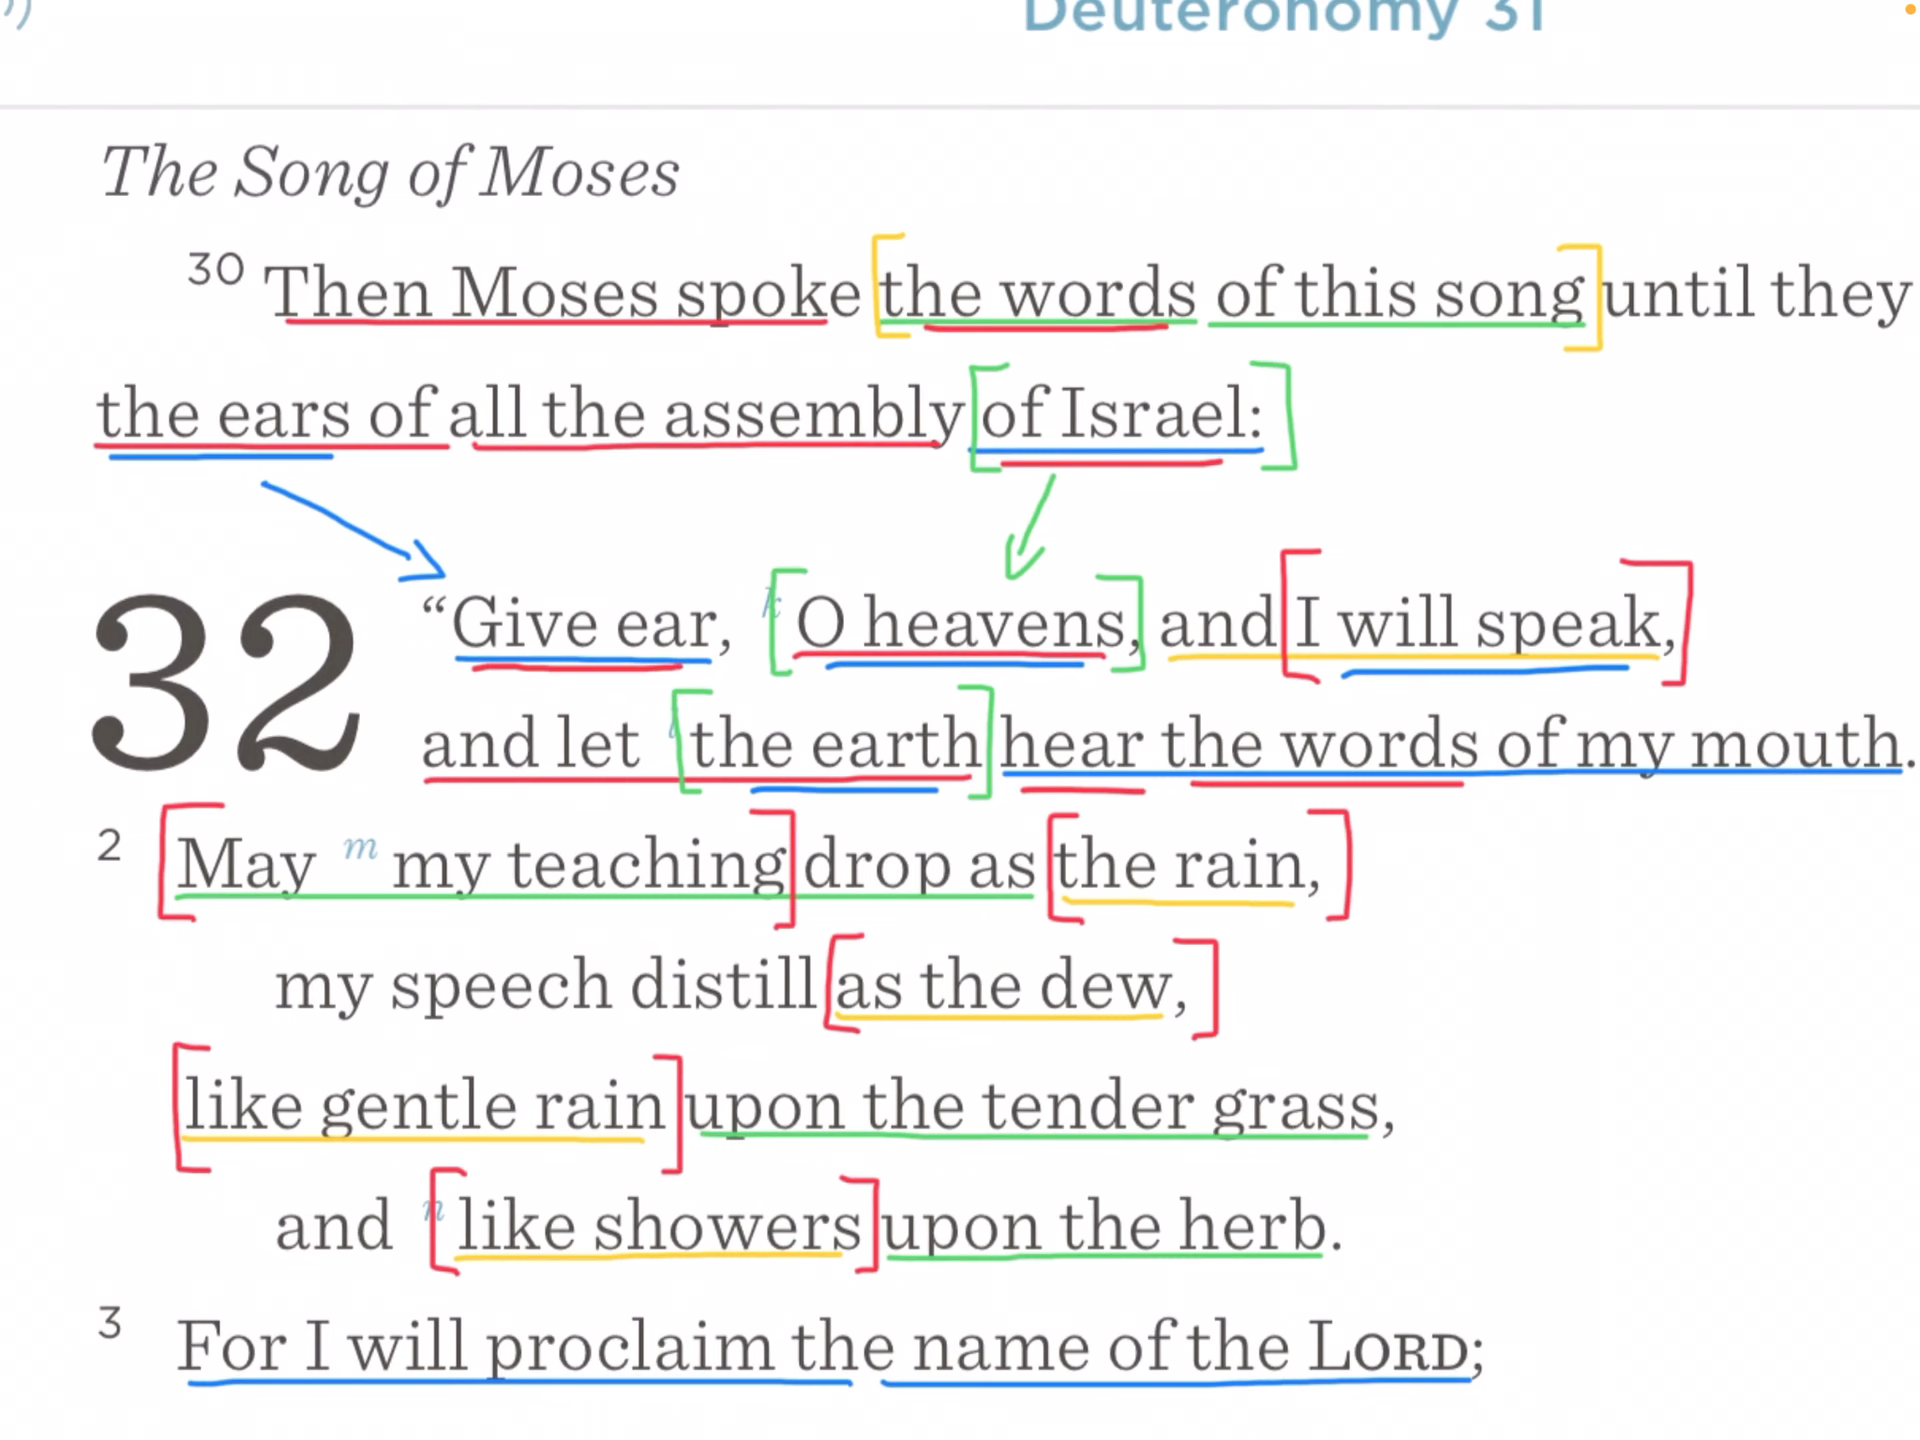 Deuteronomy 31
The Song of Moses
30 Then Moses spoke the words of this song until they
the ears of all the assembly of Israel:
32 “Give ear, k O heavens, and I will speak,
and let l the earth hear the words of my mouth.
2 May m my teaching drop as the rain,
my speech distill as the dew,
like gentle rain upon the tender grass,
and n like showers upon the herb.
3 For I will proclaim the name of the LORD;